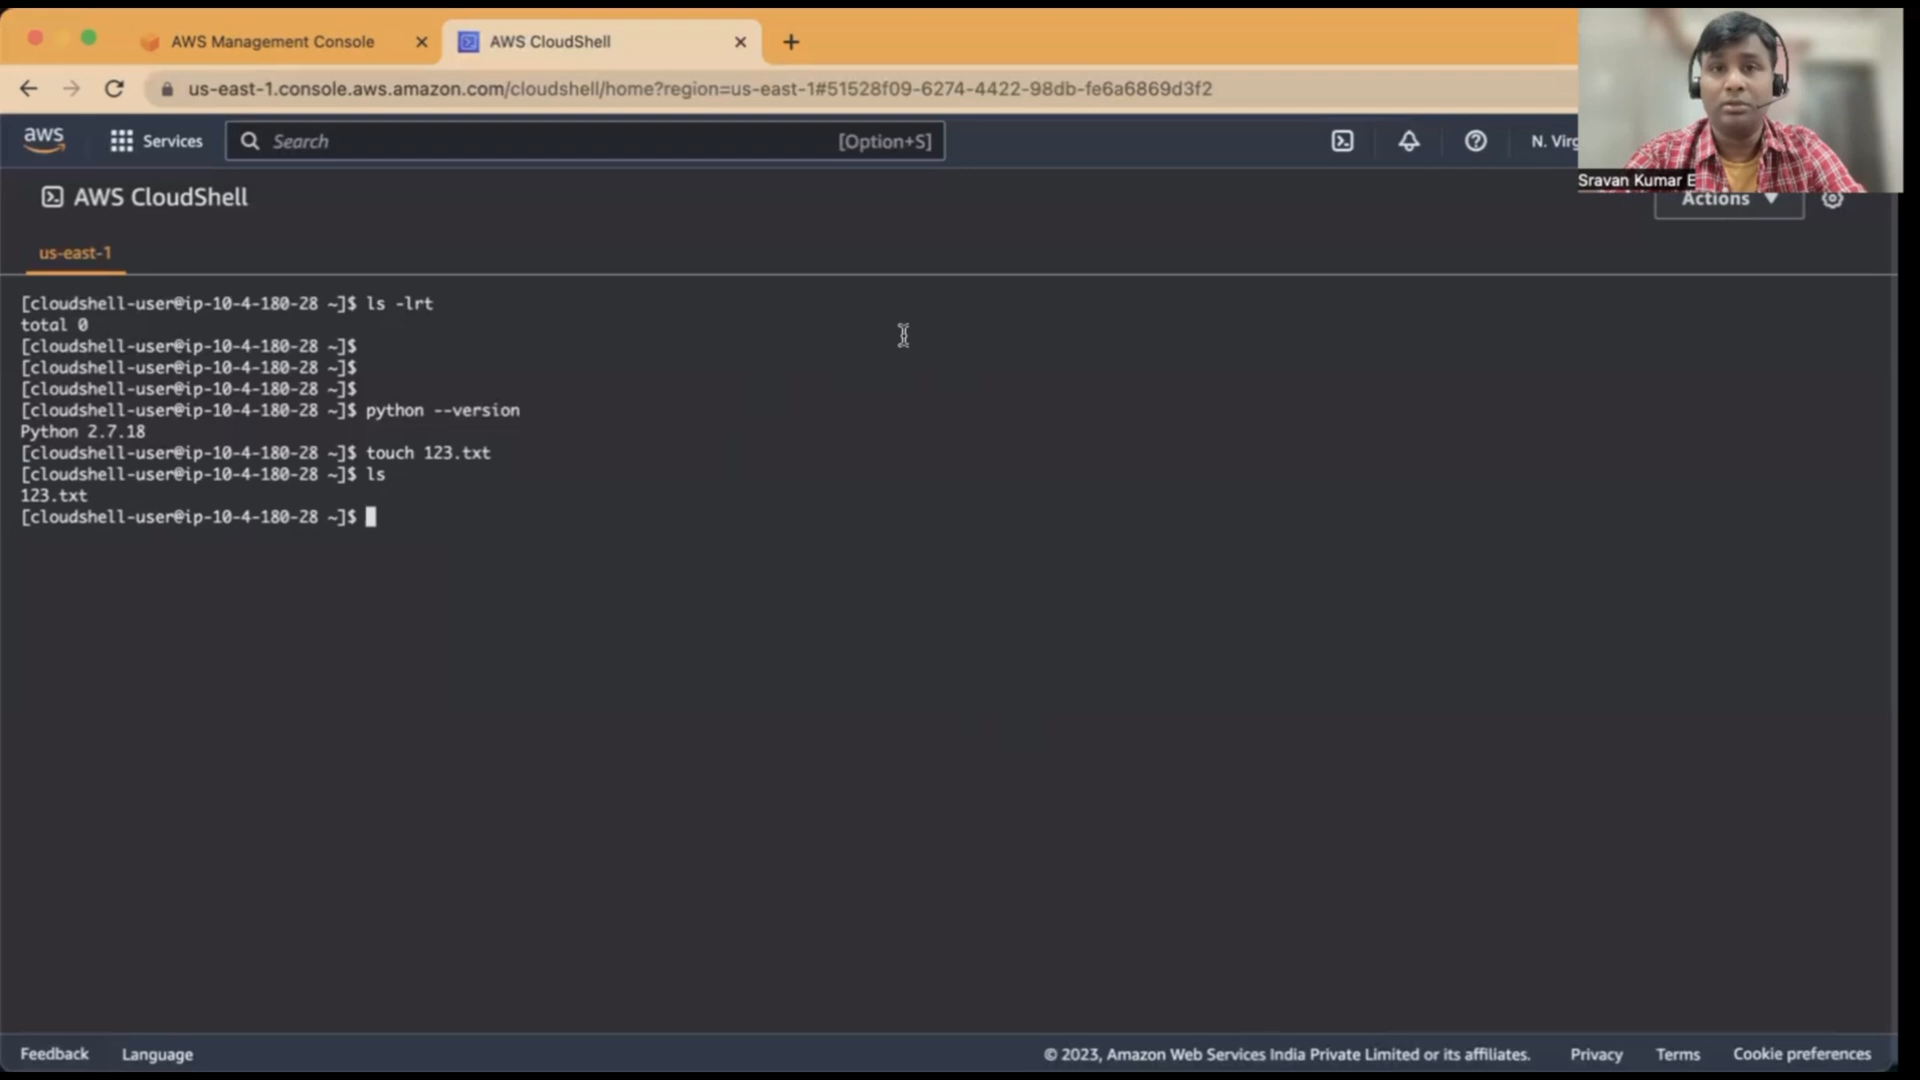 AWS Management Console
AWS CloudShell
us-east-1.console.aws.amazon.com/cloudshell/home?region=us-east-1#51528f09-6274-4422-98db-fe6a6869d3f2
aws
Services
Search
[Option+S]
N. Virg
Sravan Kumar E
AWS CloudShell
Actions
us-east-1
[cloudshell-user@ip-10-4-180-28 ~]$ ls -lrt
total 0
[cloudshell-user@ip-10-4-180-28 ~]$
[cloudshell-user@ip-10-4-180-28 ~]$
[cloudshell-user@ip-10-4-180-28 ~]$
[cloudshell-user@ip-10-4-180-28 ~]$ python --version
Python 2.7.18
[cloudshell-user@ip-10-4-180-28 ~]$ touch 123.txt
[cloudshell-user@ip-10-4-180-28 ~]$ ls
123.txt
[cloudshell-user@ip-10-4-180-28 ~]$
Feedback
Language
© 2023, Amazon Web Services India Private Limited or its affiliates.
Privacy
Terms
Cookie preferences